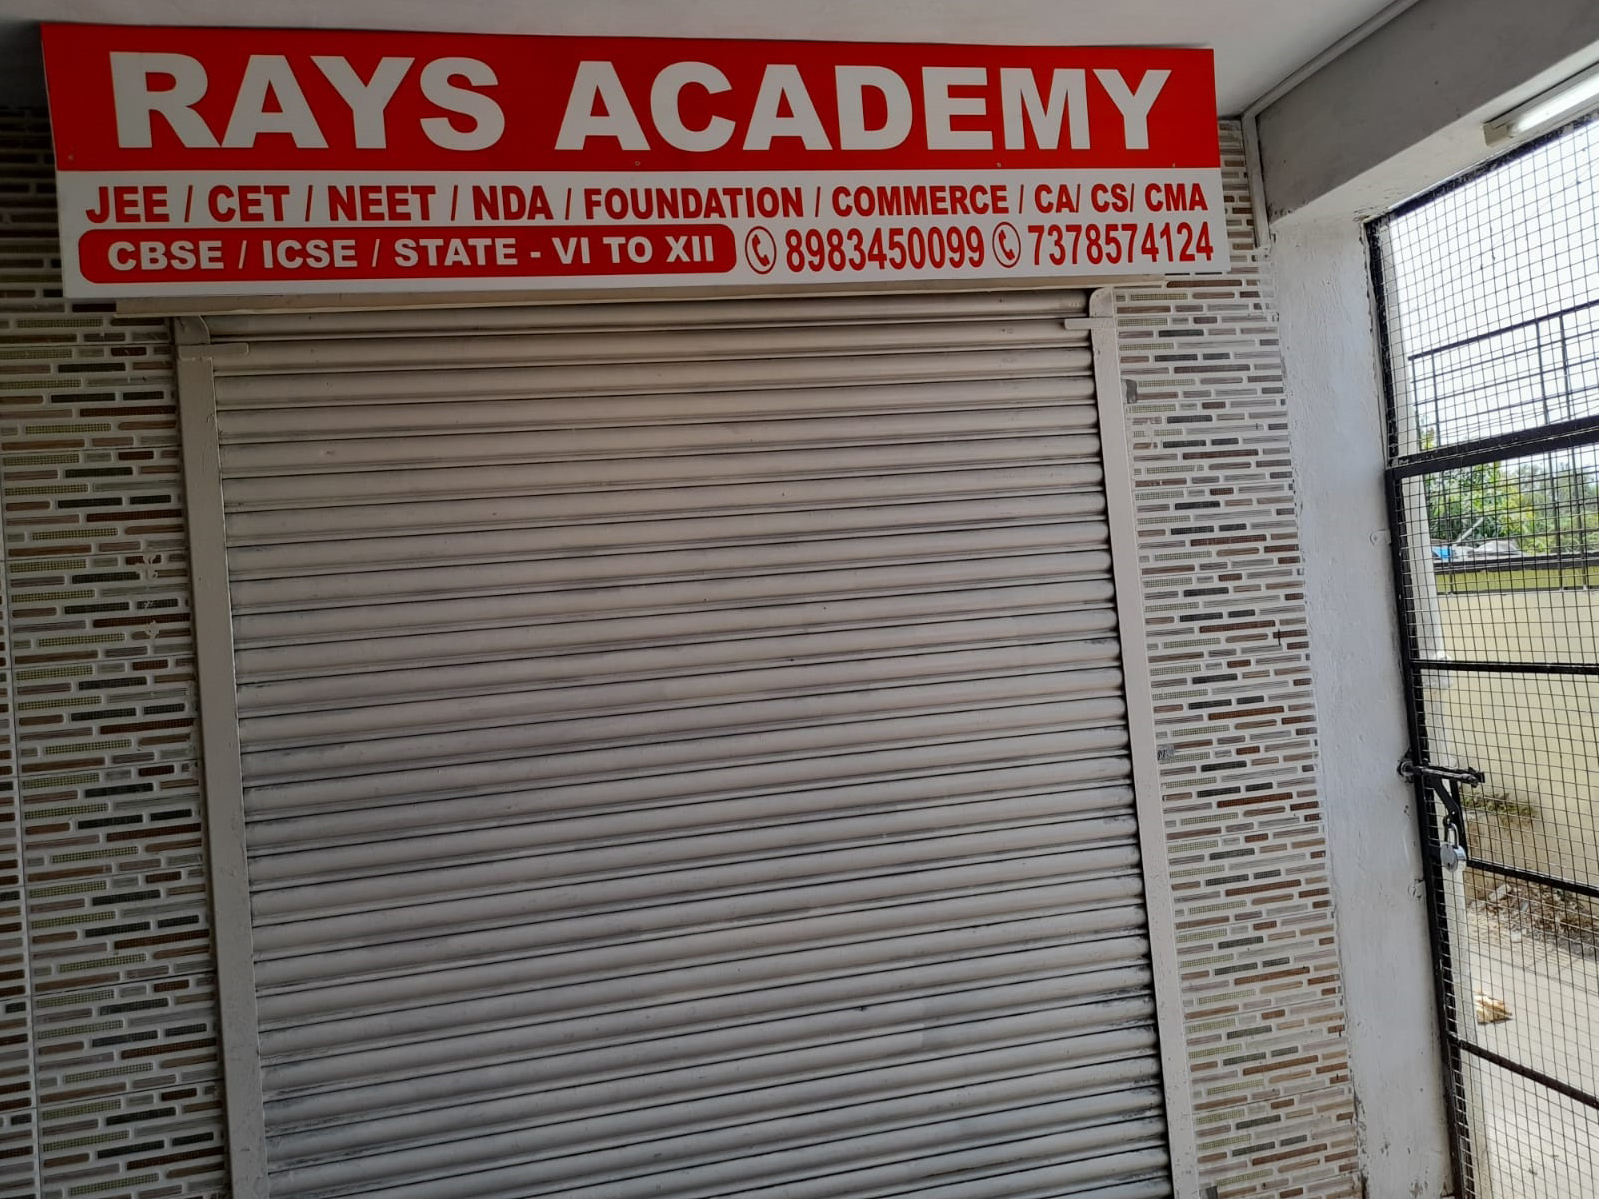 RAYS ACADEMY
JEE / CET / NEET / NDA / FOUNDATION / COMMERCE / CA/ CS/ CMA
CBSE / ICSE / STATE - VI TO XII 8983450099 7378574124